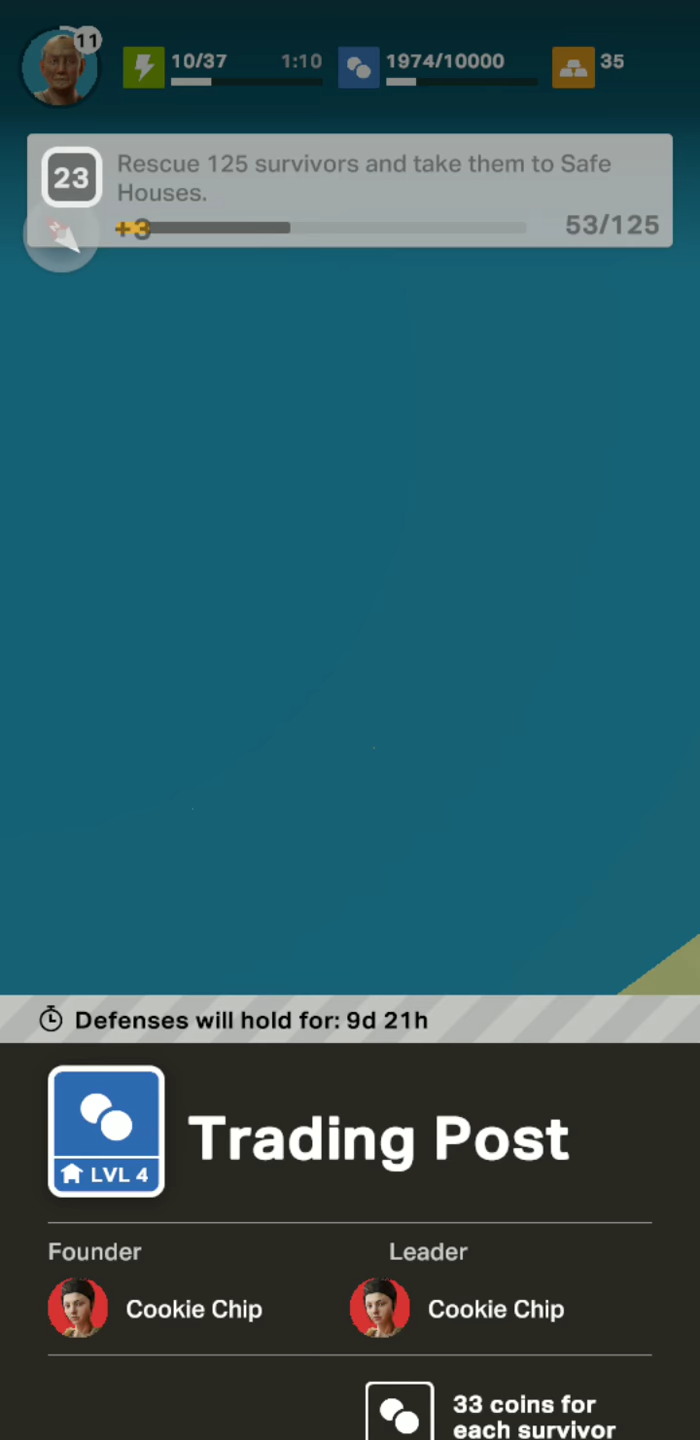 11
10/37 1:10 1974/10000 35
23
Rescue 125 survivors and take them to Safe
Houses.
+3 53/125
Defenses will hold for: 9d 21h
Trading Post
LVL 4
Founder Leader
Cookie Chip Cookie Chip
33 coins for
each survivor